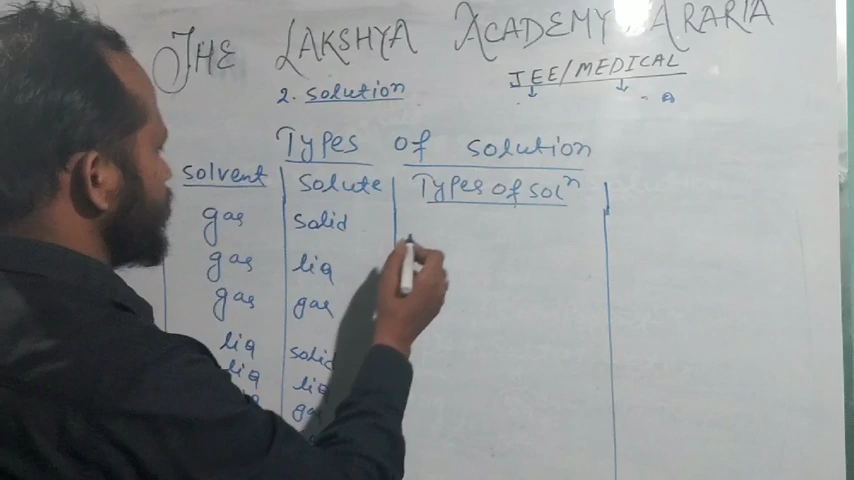 THE LAKSHYA ACADEMY ARARIA
JEE/MEDICAL
2. Solution
Types of solution
solvent solute Types of solⁿ
gas solid
gas liq
gas gas
liq solid
liq liq